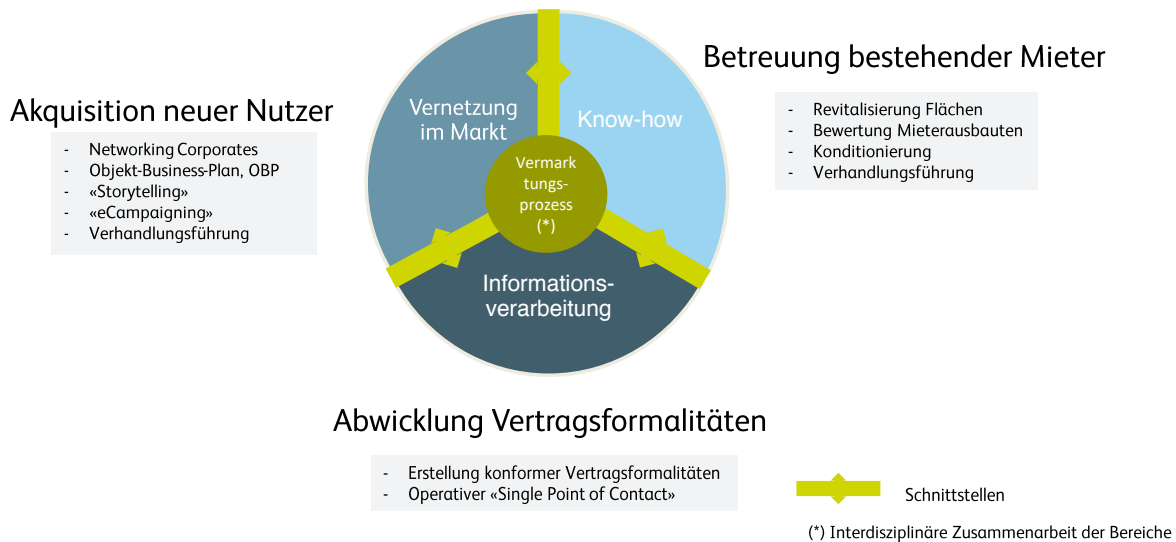 Akquisition neuer Nutzer
- Networking Corporates
- Objekt-Business-Plan, OBP
- «Storytelling»
- «eCampaigning»
- Verhandlungsführung
Vernetzung
im Markt
Know-how
Vermark
tungs-
prozess
(*)
Informations-
verarbeitung
Betreuung bestehender Mieter
- Revitalisierung Flächen
- Bewertung Mieterausbauten
- Konditionierung
- Verhandlungsführung
Abwicklung Vertragsformalitäten
- Erstellung konformer Vertragsformalitäten
- Operativer «Single Point of Contact»
Schnittstellen
(*) Interdisziplinäre Zusammenarbeit der Bereiche